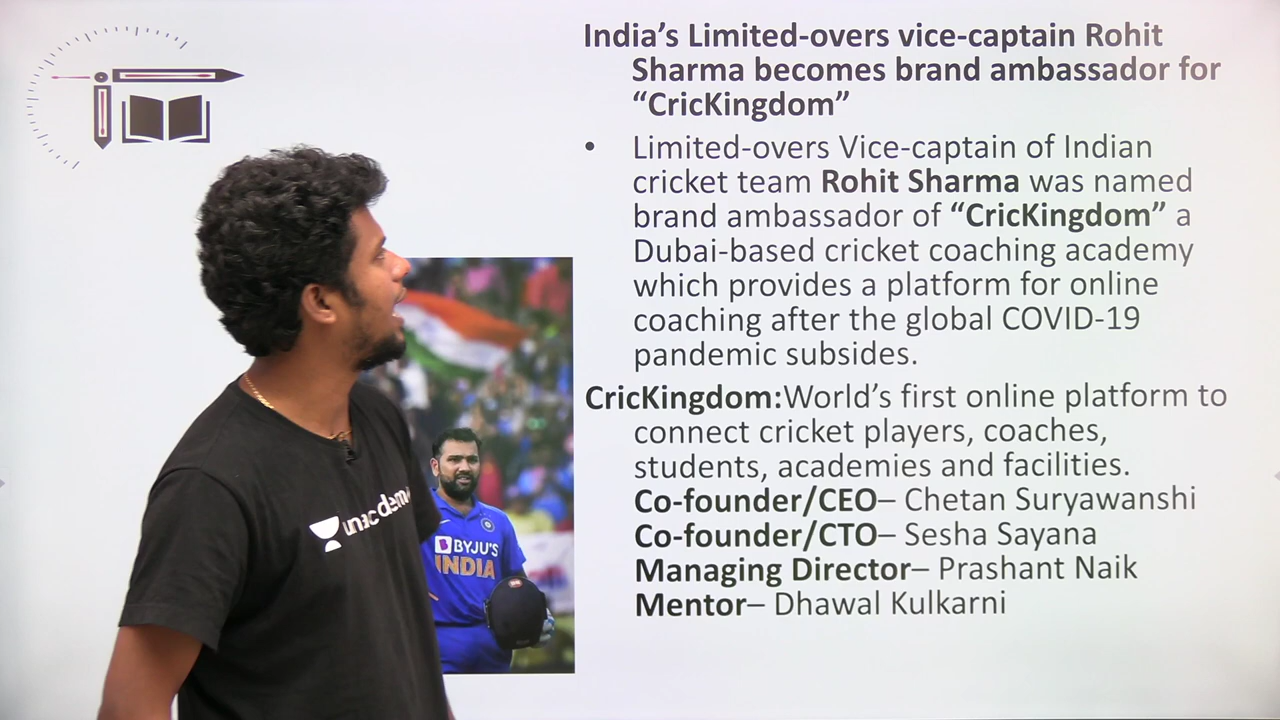 India’s Limited-overs vice-captain Rohit
Sharma becomes brand ambassador for
“CricKingdom”
• Limited-overs Vice-captain of Indian
cricket team Rohit Sharma was named
brand ambassador of “CricKingdom” a
Dubai-based cricket coaching academy
which provides a platform for online
coaching after the global COVID-19
pandemic subsides.
CricKingdom:World’s first online platform to
connect cricket players, coaches,
students, academies and facilities.
Co-founder/CEO– Chetan Suryawanshi
Co-founder/CTO– Sesha Sayana
Managing Director– Prashant Naik
Mentor– Dhawal Kulkarni
unacadem
BYJU'S
INDIA